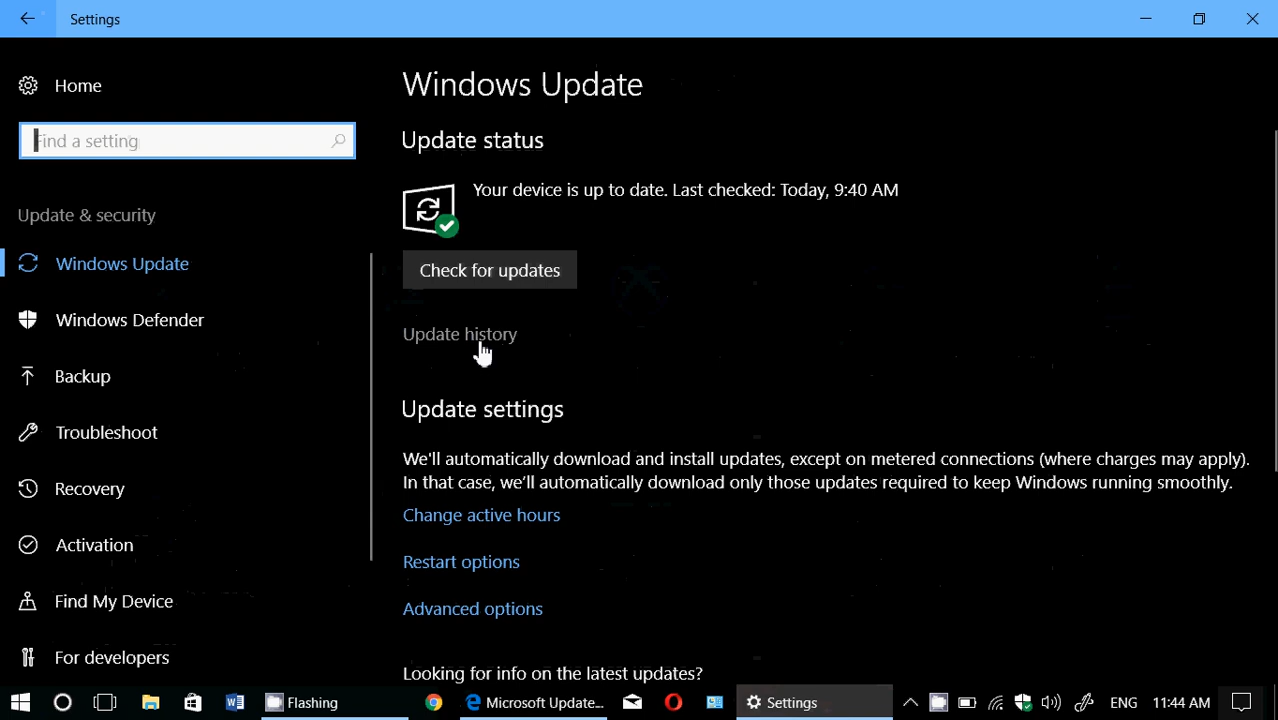 Settings
Home
Find a setting
Update & security
Windows Update
Windows Defender
Backup
Troubleshoot
Recovery
Activation
Find My Device
For developers
Windows Update
Update status
Your device is up to date. Last checked: Today, 9:40 AM
Check for updates
Update history
Update settings
We'll automatically download and install updates, except on metered connections (where charges may apply).
In that case, we'll automatically download only those updates required to keep Windows running smoothly.
Change active hours
Restart options
Advanced options
Looking for info on the latest updates?
Flashing
Microsoft Update...
Settings
ENG
11:44 AM